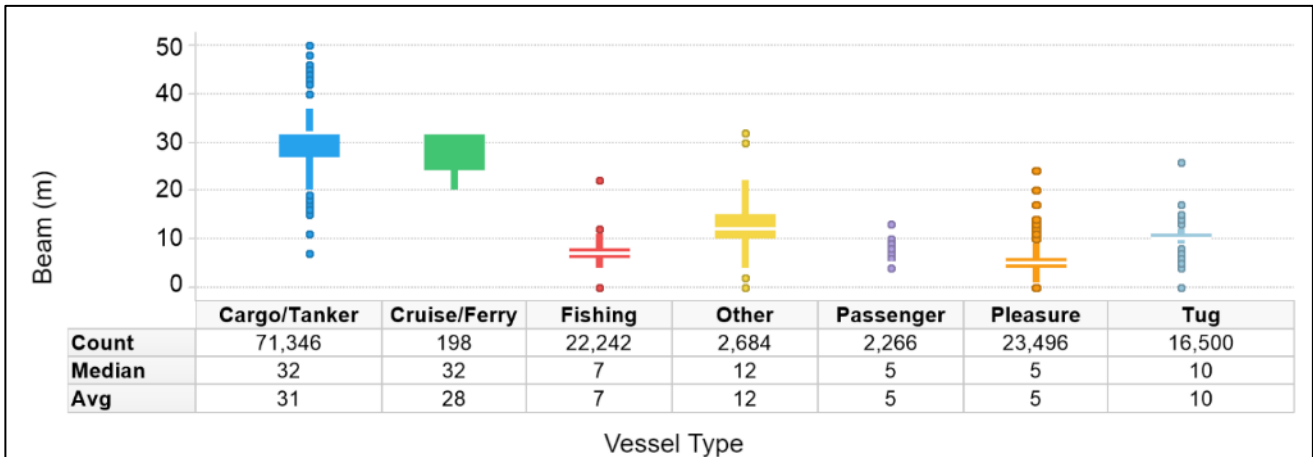 50
40
30
20
10
0
Beam (m)
Cargo/Tanker Cruise/Ferry Fishing Other Passenger Pleasure Tug
Count 71,346 198 22,242 2,684 2,266 23,496 16,500
Median 32 32 7 12 5 5 10
Avg 31 28 7 12 5 5 10
Vessel Type